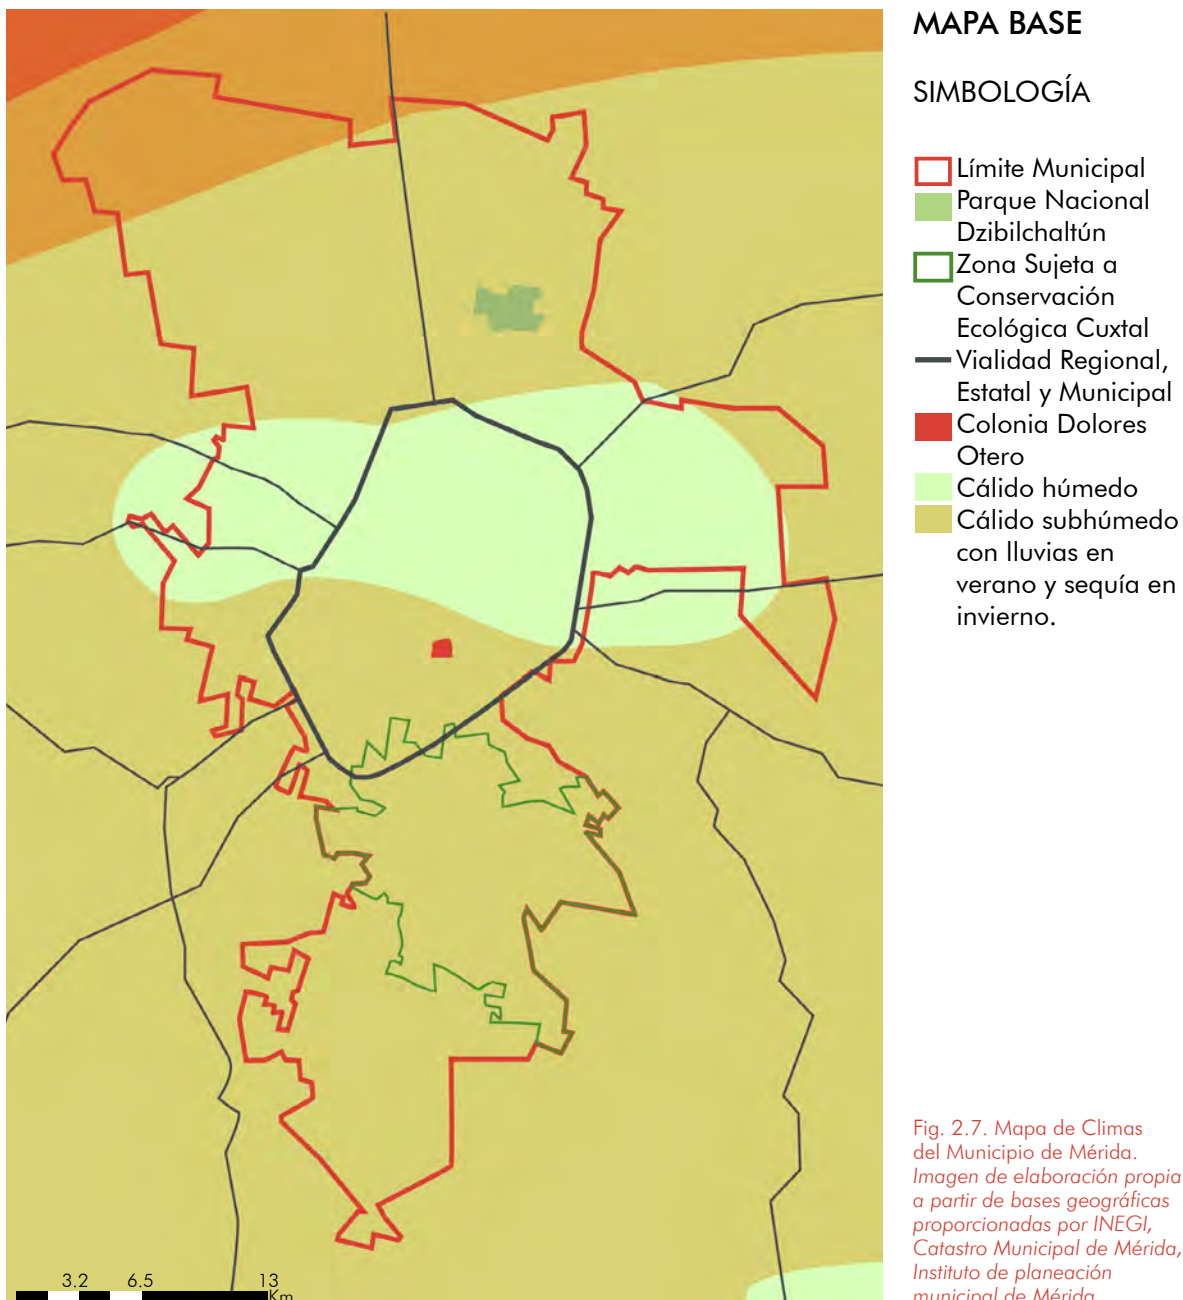 MAPA BASE
SIMBOLOGÍA
Límite Municipal
Parque Nacional
Dzibilchaltún
Zona Sujeta a
Conservación
Ecológica Cuxtal
Vialidad Regional,
Estatal y Municipal
Colonia Dolores
Otero
Cálido húmedo
Cálido subhúmedo
con lluvias en
verano y sequía en
invierno.
Fig. 2.7. Mapa de Climas
del Municipio de Mérida.
Imagen de elaboración propia
a partir de bases geográficas
proporcionadas por INEGI,
Catastro Municipal de Mérida,
Instituto de planeación
municipal de Mérida
3.2 6.5 13
Km